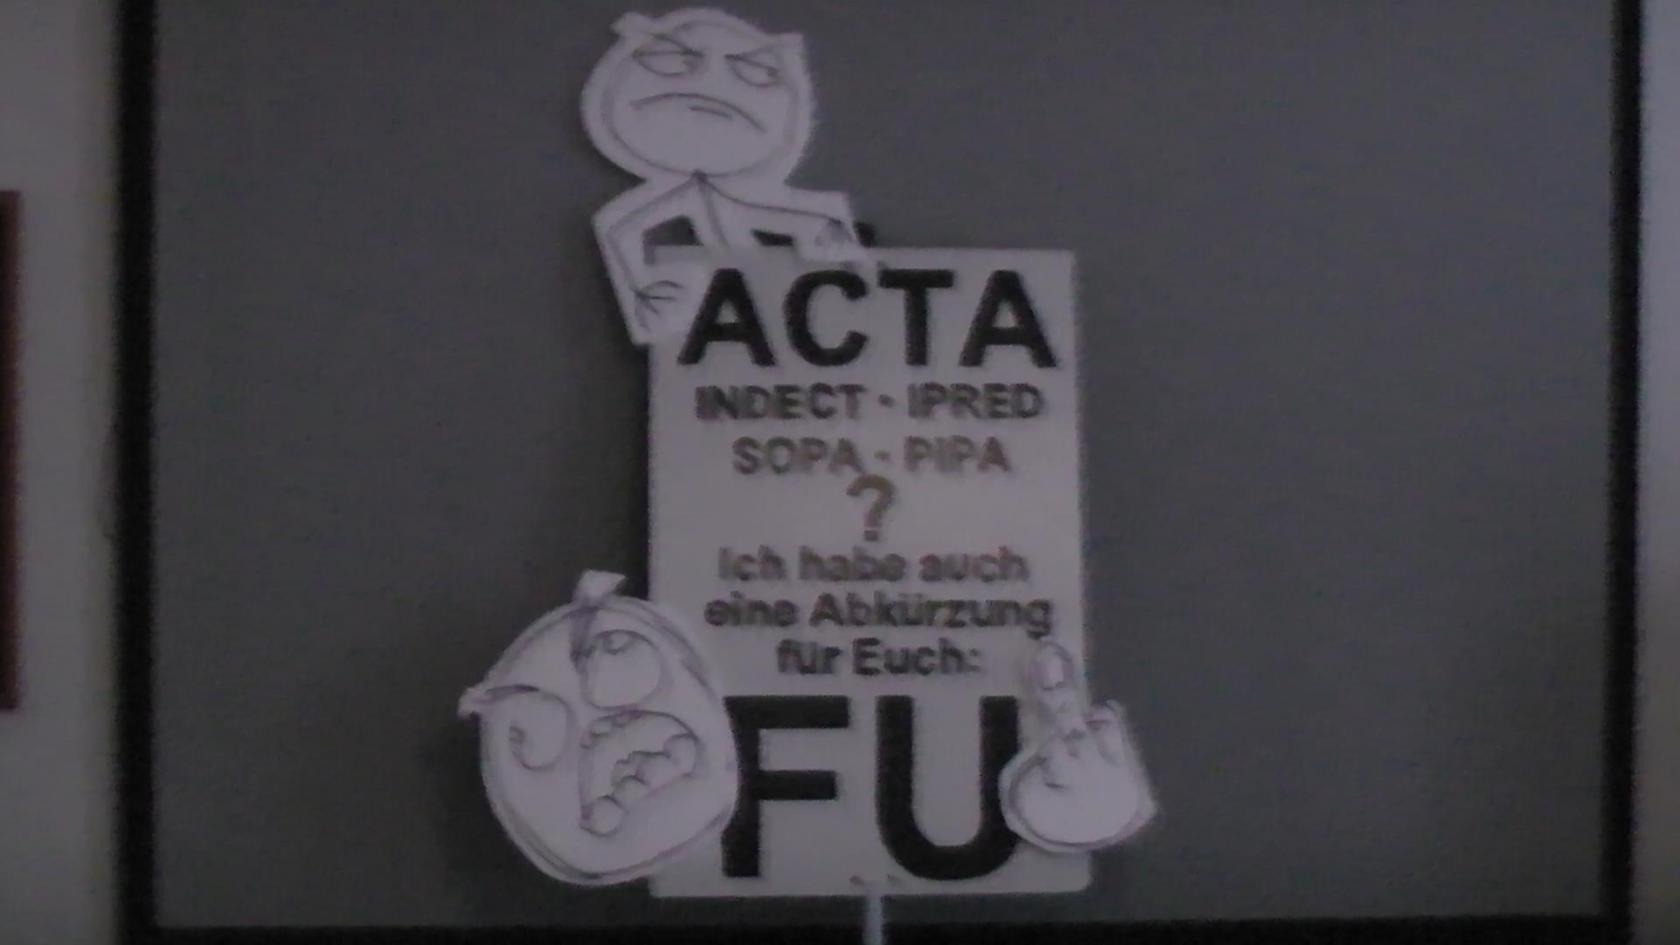 ACTA
INDECT · IPRED
SOPA · PIPA
?
Ich habe auch
eine Abkürzung
für Euch:
FU